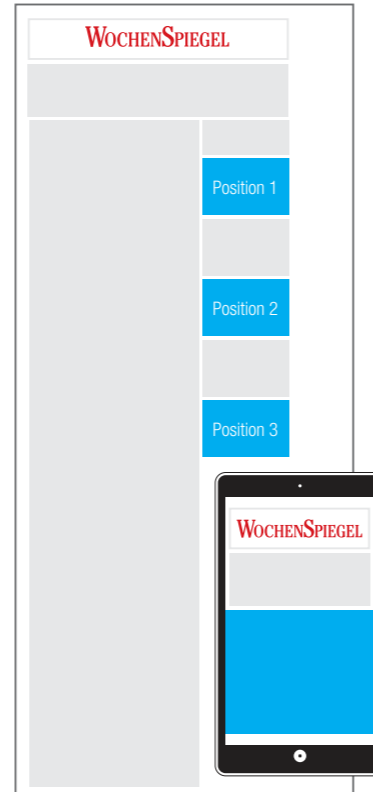 WOCHENSPIEGEL
Position 1
Position 2
Position 3
WOCHENSPIEGEL